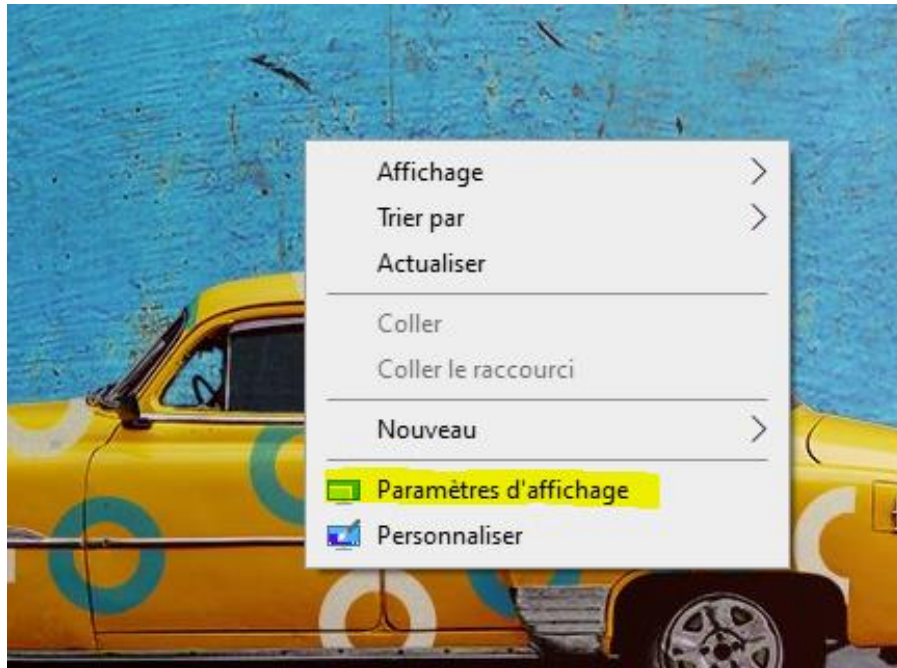 Affichage
Trier par
Actualiser
Coller
Coller le raccourci
Nouveau
Paramètres d'affichage
Personnaliser